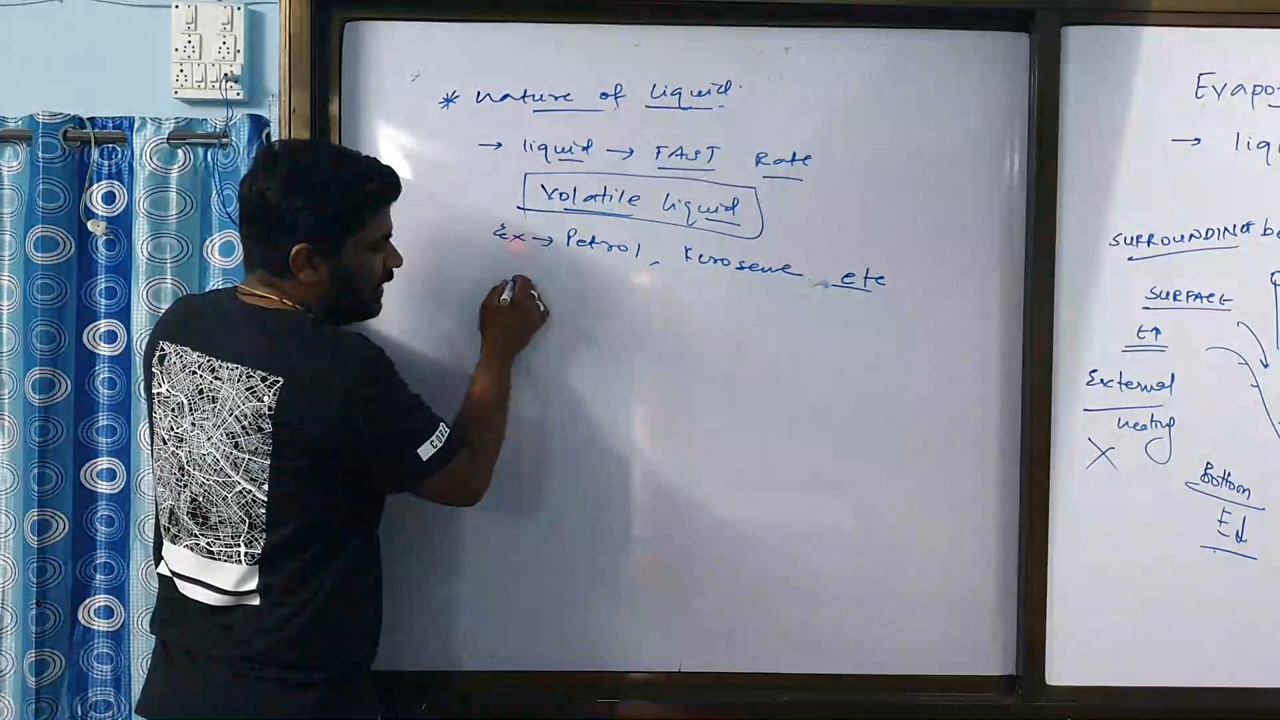 * Nature of liquid.
→ liquid → FAST Rate
Volatile liquid
Ex → Petrol, Kerosene, etc
Evapo
→ liq
SURROUNDING be
SURFACE
E↑
External
heating
X
Bottom
E↓